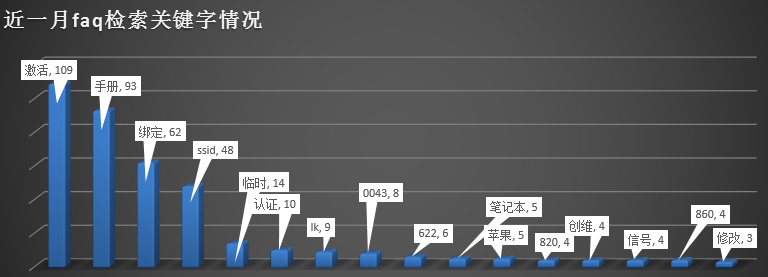 近一月faq检索关键字情况
激活, 109
手册, 93
绑定, 62
ssid, 48
临时, 14
认证, 10
lk, 9
0043, 8
622, 6
笔记本, 5
苹果, 5
820, 4
创维, 4
信号, 4
860, 4
修改, 3